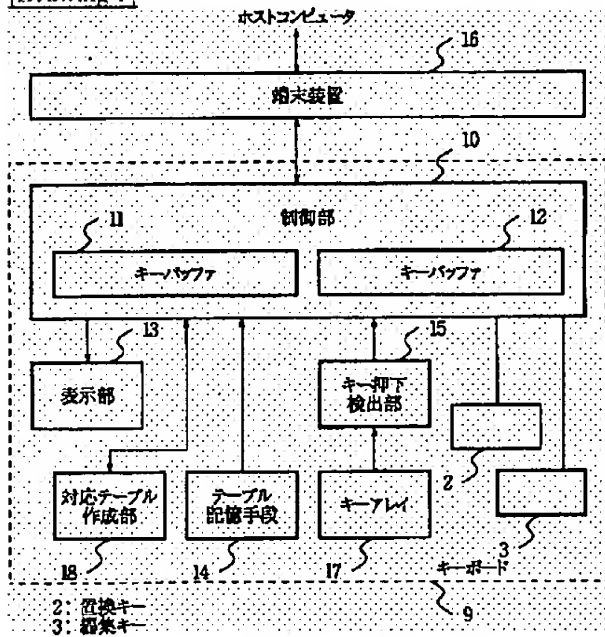 ホストコンピュータ
16
端末装置
10
制御部
11
12
キーバッファ
キーバッファ
13
15
表示部
キー押下
検出部
2
対応テーブル
作成部
テーブル
記憶手段
キーアレイ
3
18
14
17
キーボード
9
2: 置換キー
3: 編集キー